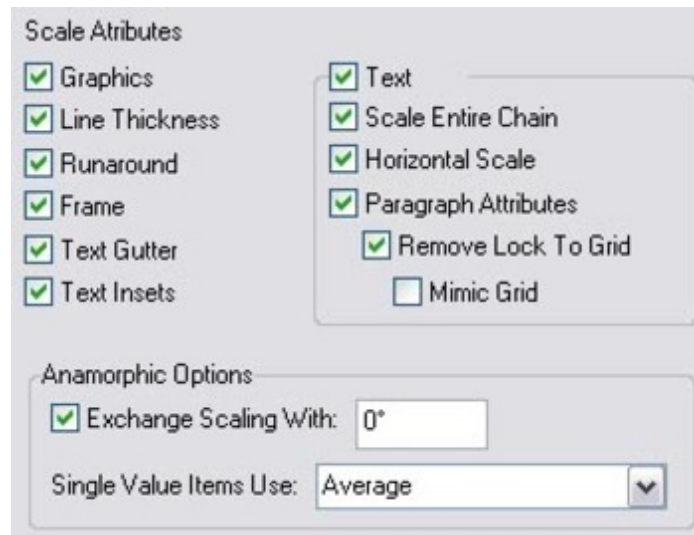 Scale Atributes
Graphics
Line Thickness
Runaround
Frame
Text Gutter
Text Insets
Text
Scale Entire Chain
Horizontal Scale
Paragraph Attributes
Remove Lock To Grid
Mimic Grid
Anamorphic Options
Exchange Scaling With: 0°
Single Value Items Use: Average